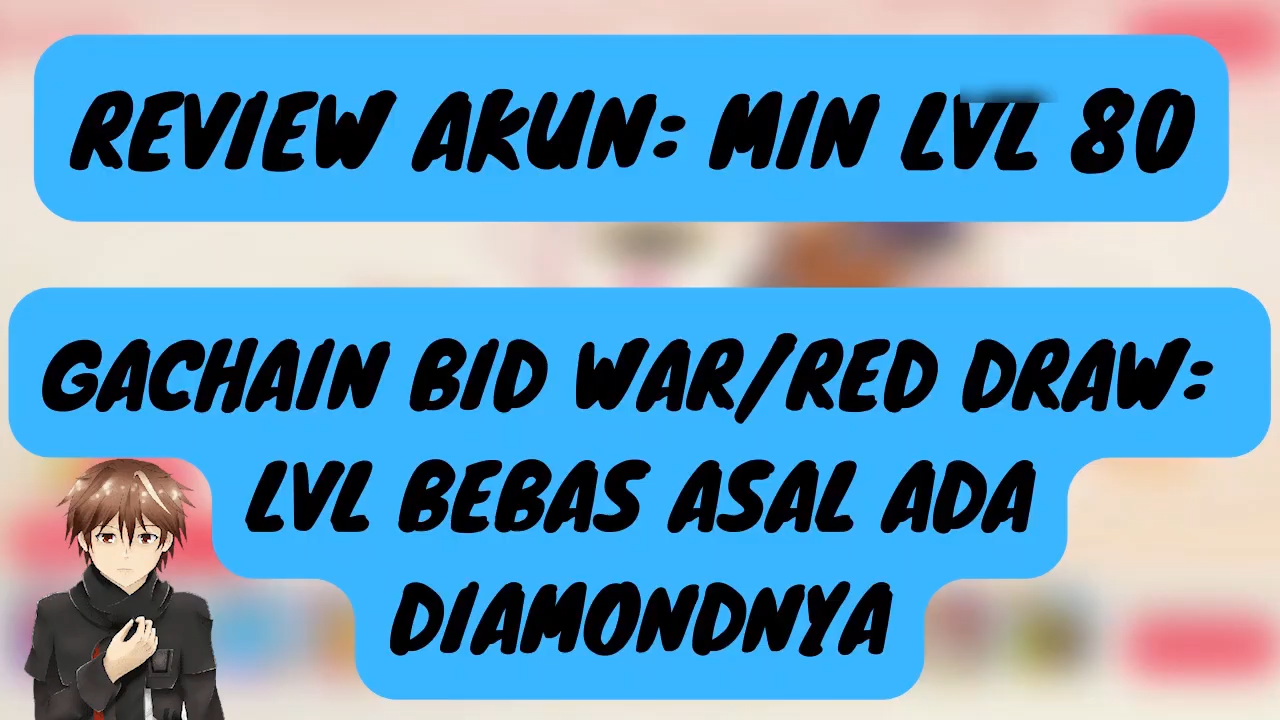 REVIEW AKUN: MIN LVL 80
GACHAIN BID WAR/RED DRAW:
LVL BEBAS ASAL ADA
DIAMONDNYA